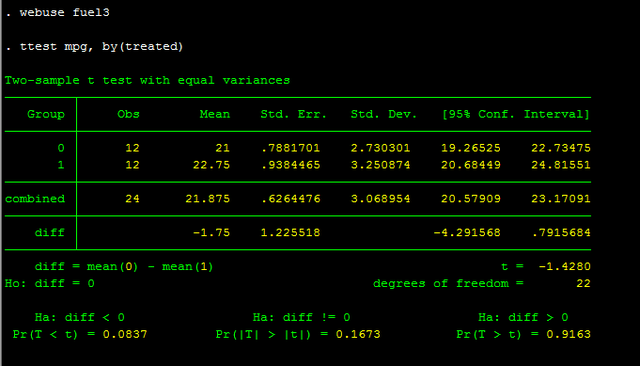 . webuse fuel3
. ttest mpg, by(treated)
Two-sample t test with equal variances
Group Obs Mean Std. Err. Std. Dev. [95% Conf. Interval]
0 12 21 .7881701 2.730301 19.26525 22.73475
1 12 22.75 .9384465 3.250874 20.68449 24.81551
combined 24 21.875 .6264476 3.068954 20.57909 23.17091
diff -1.75 1.225518 -4.291568 .7915684
diff = mean(0) - mean(1) t = -1.4280
Ho: diff = 0 degrees of freedom = 22
Ha: diff < 0 Ha: diff != 0 Ha: diff > 0
Pr(T < t) = 0.0837 Pr(|T| > |t|) = 0.1673 Pr(T > t) = 0.9163